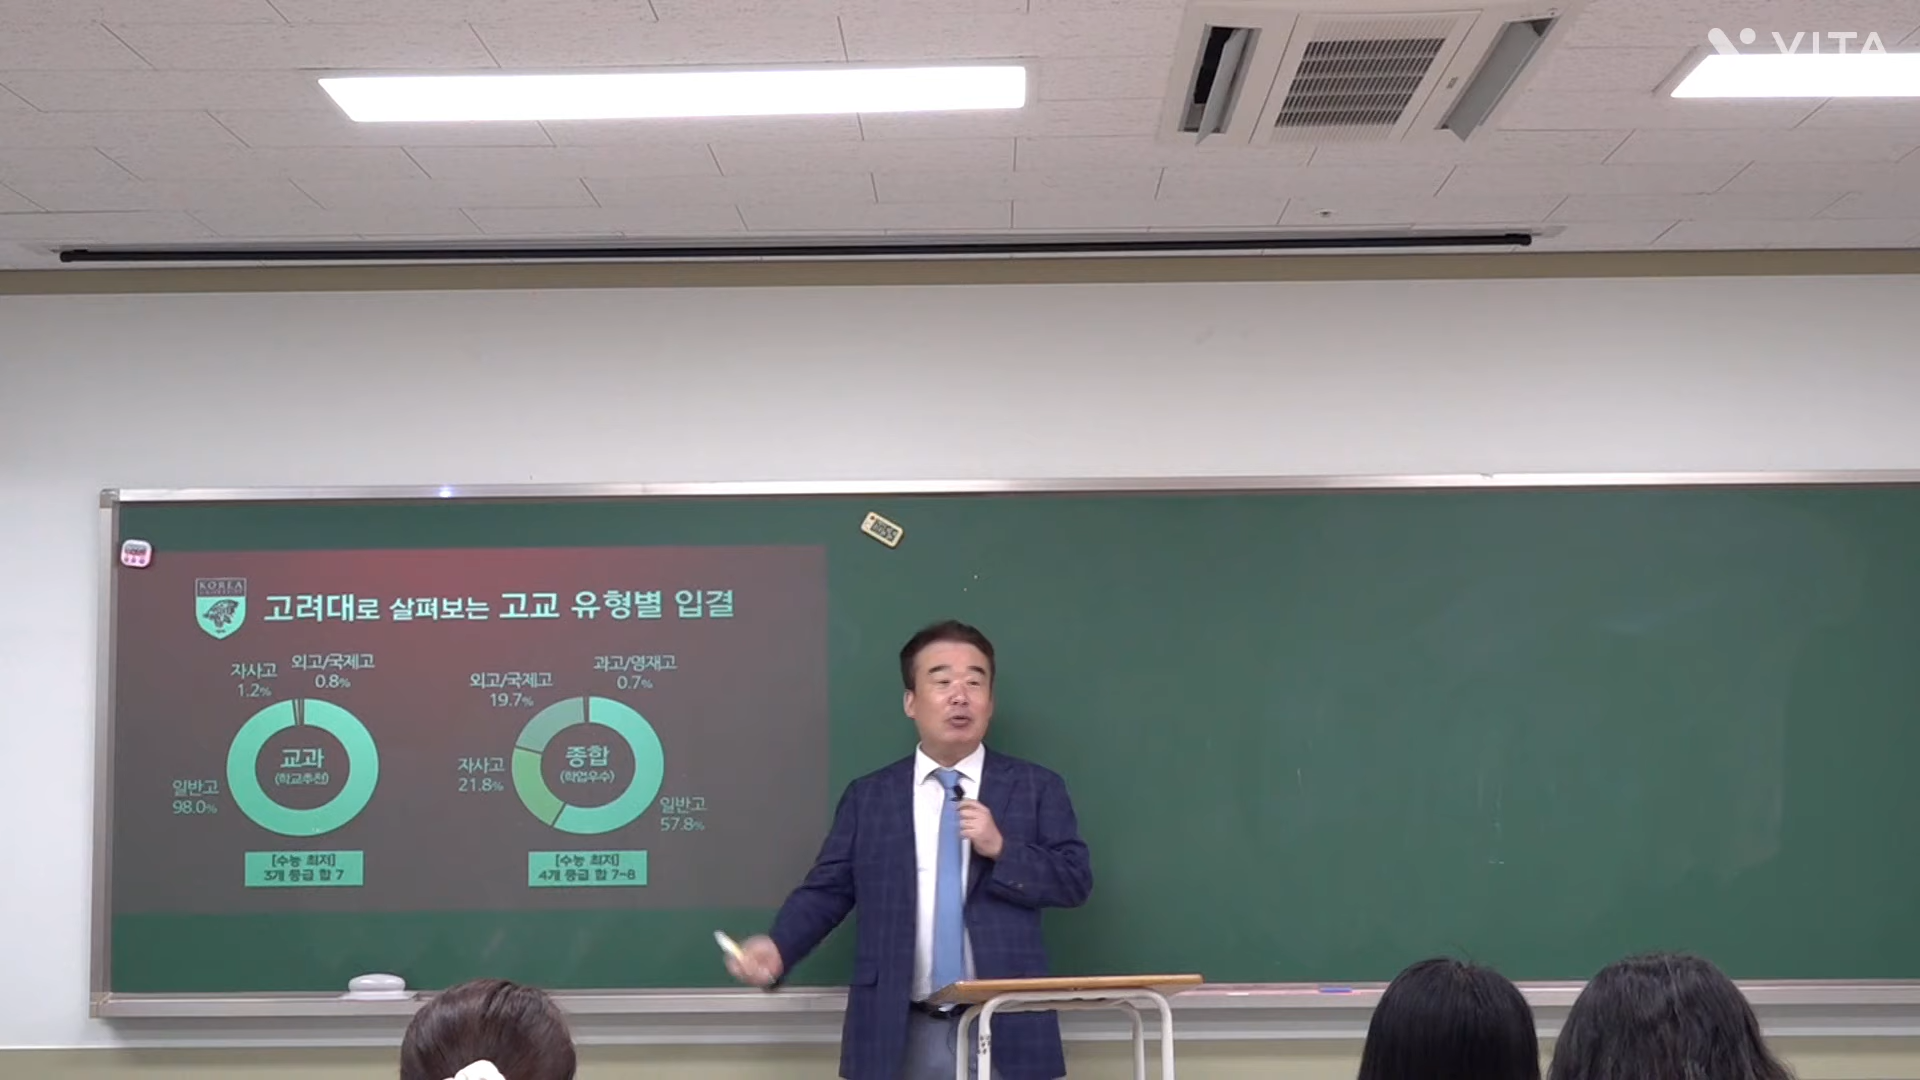 VITA
KOREA
고려대로 살펴보는 고교 유형별 입결
자사고
1.2%
외고/국제고
0.8%
일반고
98.0%
교과
(학교추천)
[수능 최저]
3개 등급 합 7
외고/국제고
19.7%
과고/영재고
0.7%
자사고
21.8%
일반고
57.8%
종합
(학업우수)
[수능 최저]
4개 등급 합 7~8